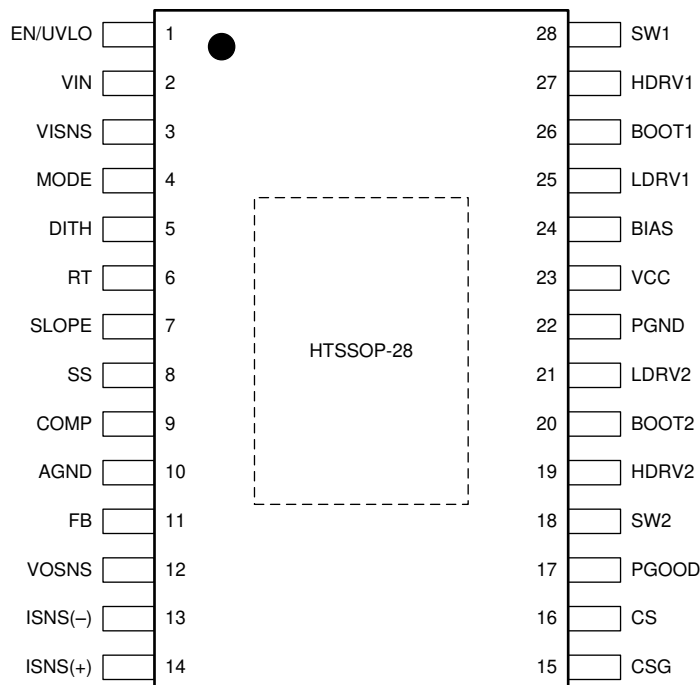 EN/UVLO 1 28 SW1
VIN 2 27 HDRV1
VISNS 3 26 BOOT1
MODE 4 25 LDRV1
DITH 5 24 BIAS
RT 6 23 VCC
SLOPE 7 22 PGND
HTSSOP-28
SS 8 21 LDRV2
COMP 9 20 BOOT2
AGND 10 19 HDRV2
FB 11 18 SW2
VOSNS 12 17 PGOOD
ISNS(–) 13 16 CS
ISNS(+) 14 15 CSG